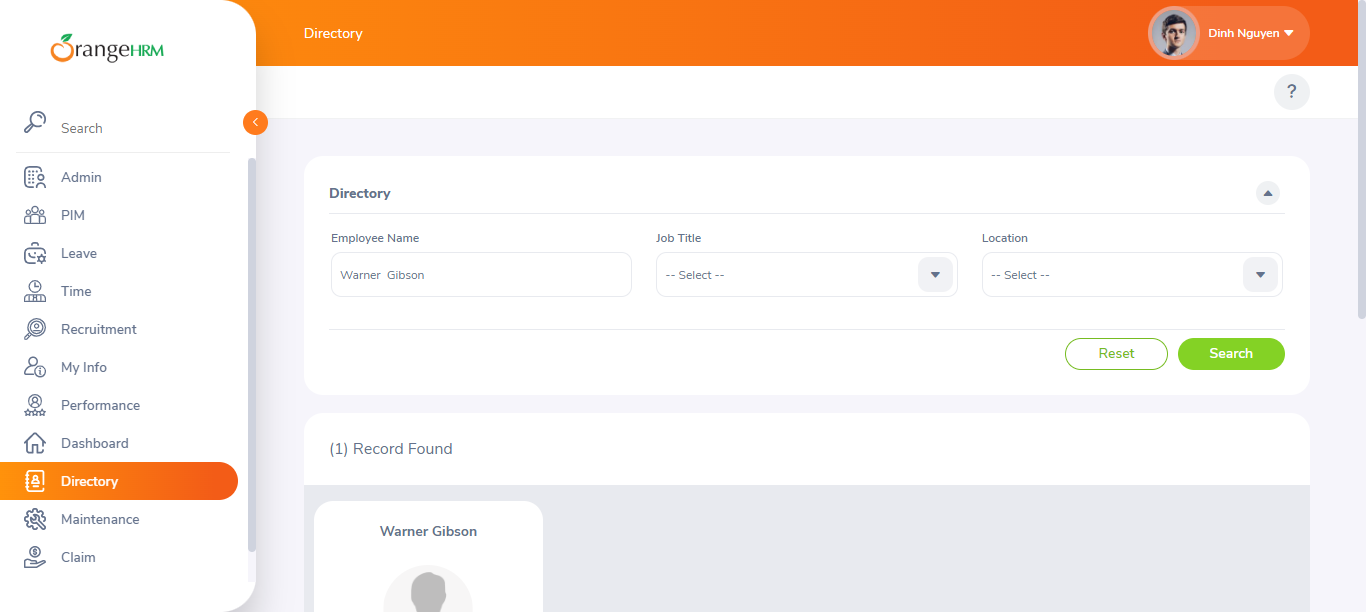 OrangeHRM
Directory
Dinh Nguyen
?
Search
Admin
PIM
Leave
Time
Recruitment
My Info
Performance
Dashboard
Directory
Maintenance
Claim
Directory
Employee Name
Job Title
Location
Warner  Gibson
-- Select --
-- Select --
Reset
Search
(1) Record Found
Warner Gibson